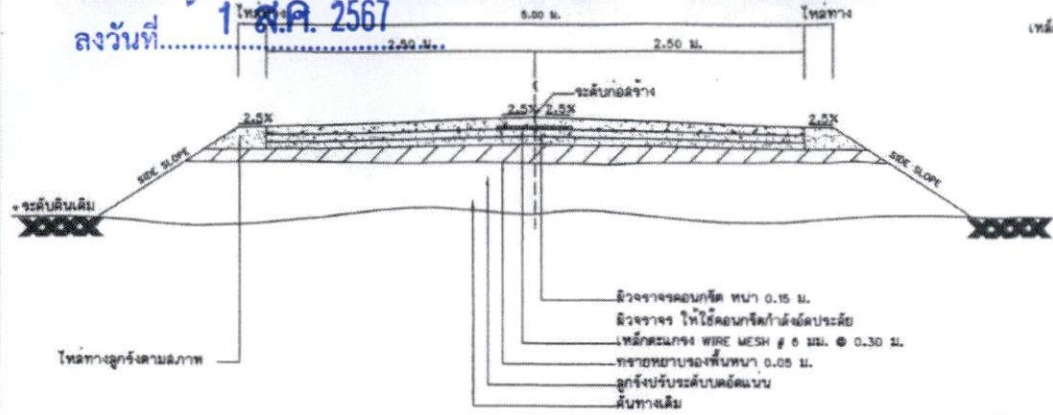 ลงวันที่..... 1 ส.ค. 2567
ไหล่ทาง
5.00 ม.
ไหล่ทาง
2.50 ม.
2.50 ม.
ระดับก่อสร้าง
2.5%
2.5%
2.5%
2.5%
SIDE SLOPE
SIDE SLOPE
ระดับดินเดิม
ผิวจราจรคอนกรีต หนา 0.15 ม.
ผิวจราจร ให้ใช้คอนกรีตกำลังอัดประลัย
เหล็กตะแกรง WIRE MESH ø 6 มม. @ 0.30 ม.
ไหล่ทางลูกรังตามสภาพ
ทรายหยาบรองพื้นหนา 0.05 ม.
ลูกรังปรับระดับบดอัดแน่น
คันทางเดิม